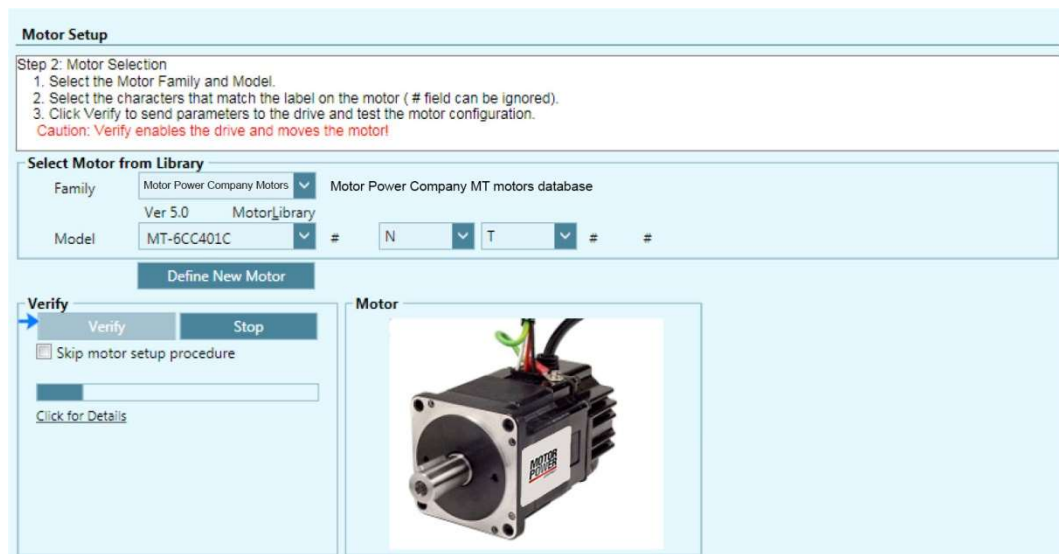 Motor Setup
Step 2: Motor Selection
1. Select the Motor Family and Model.
2. Select the characters that match the label on the motor ( # field can be ignored).
3. Click Verify to send parameters to the drive and test the motor configuration.
Caution: Verify enables the drive and moves the motor!
Select Motor from Library
Family Motor Power Company Motors Motor Power Company MT motors database
Ver 5.0 MotorLibrary
Model MT-6CC401C # N T # #
Define New Motor
Verify Motor
Verify Stop
Skip motor setup procedure
Click for Details
MOTOR
POWER